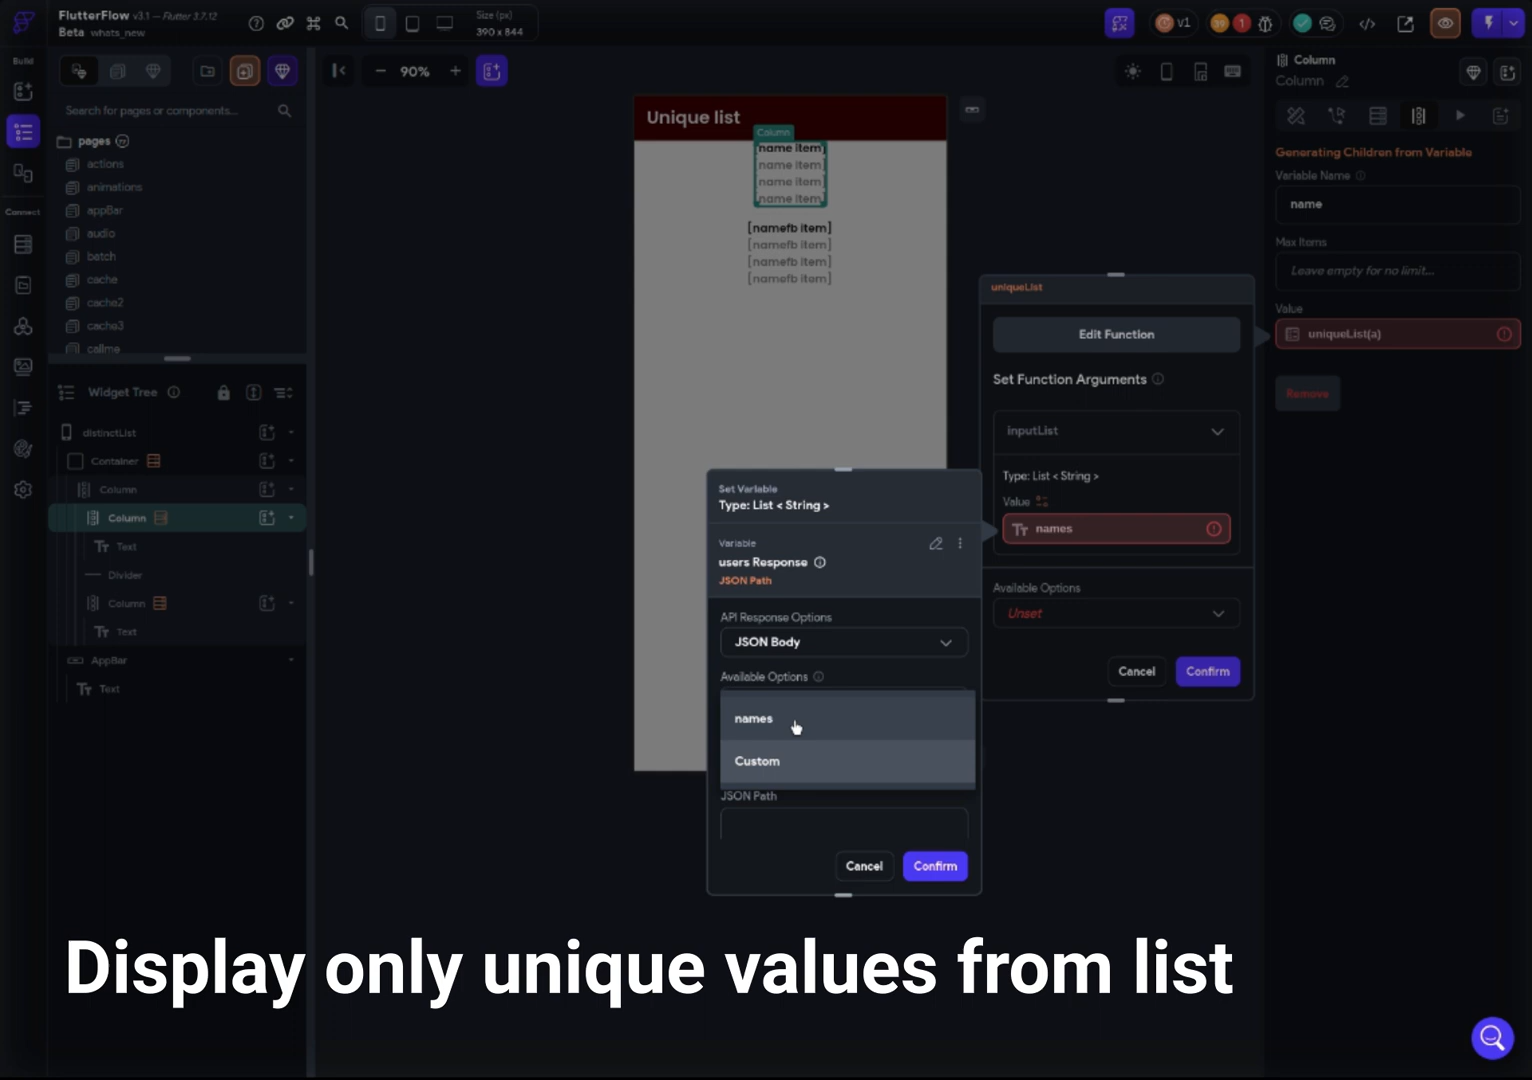 FlutterFlow v3.1 — Flutter 3.7.12
Beta whats_new
Size (px)
390 x 844
v1
39
1
Build
90%
Search for pages or components...
pages
actions
animations
appBar
audio
batch
cache
cache2
cache3
callme
Connect
Widget Tree
distinctList
Container
Column
Column
Text
Divider
Column
Text
AppBar
Text
Unique list
Column
[name item]
[name item]
[name item]
[name item]
[namefb item]
[namefb item]
[namefb item]
[namefb item]
Set Variable
Type: List < String >
Variable
users Response
JSON Path
API Response Options
JSON Body
Available Options
names
Custom
JSON Path
Cancel
Confirm
uniqueList
Edit Function
Set Function Arguments
inputList
Type: List < String >
Value
names
Available Options
Unset
Cancel
Confirm
Column
Column
Generating Children from Variable
Variable Name
name
Max Items
Leave empty for no limit...
Value
uniqueList(a)
Remove
Display only unique values from list